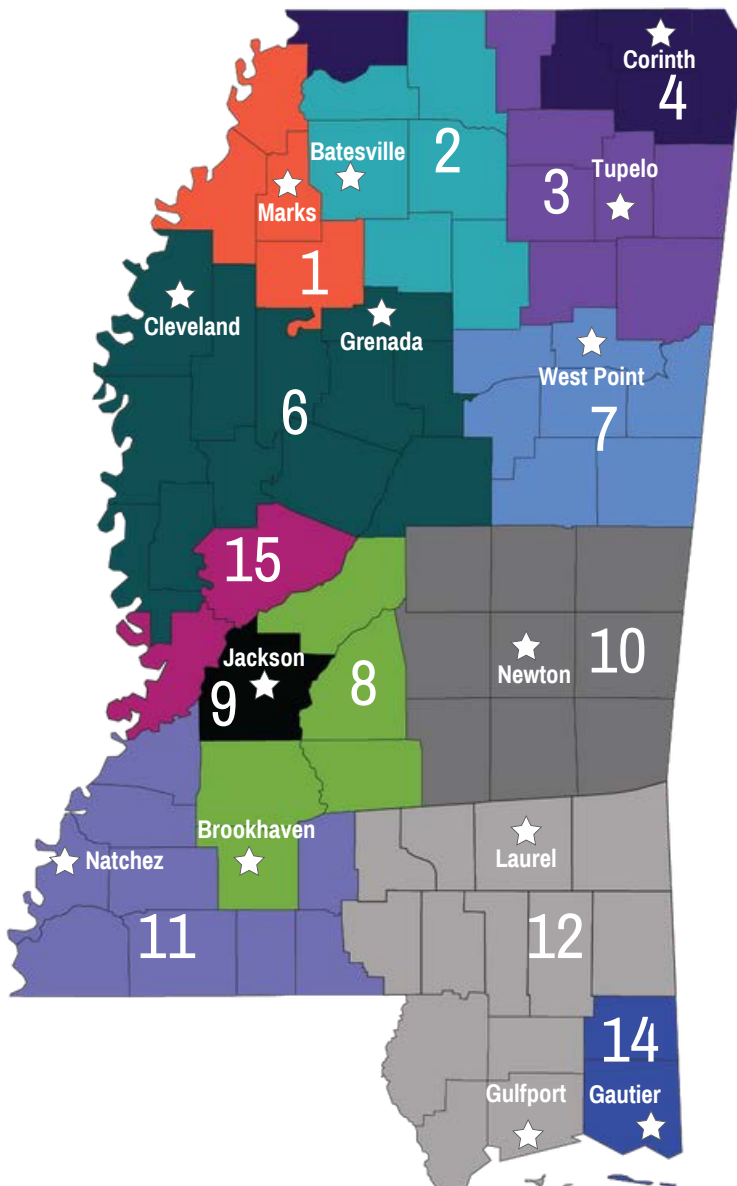 Corinth
4
Batesville
2
Tupelo
3
Marks
1
Cleveland
Grenada
West Point
6
7
15
Jackson
9
8
Newton
10
Brookhaven
Natchez
Laurel
11
12
14
Gulfport
Gautier